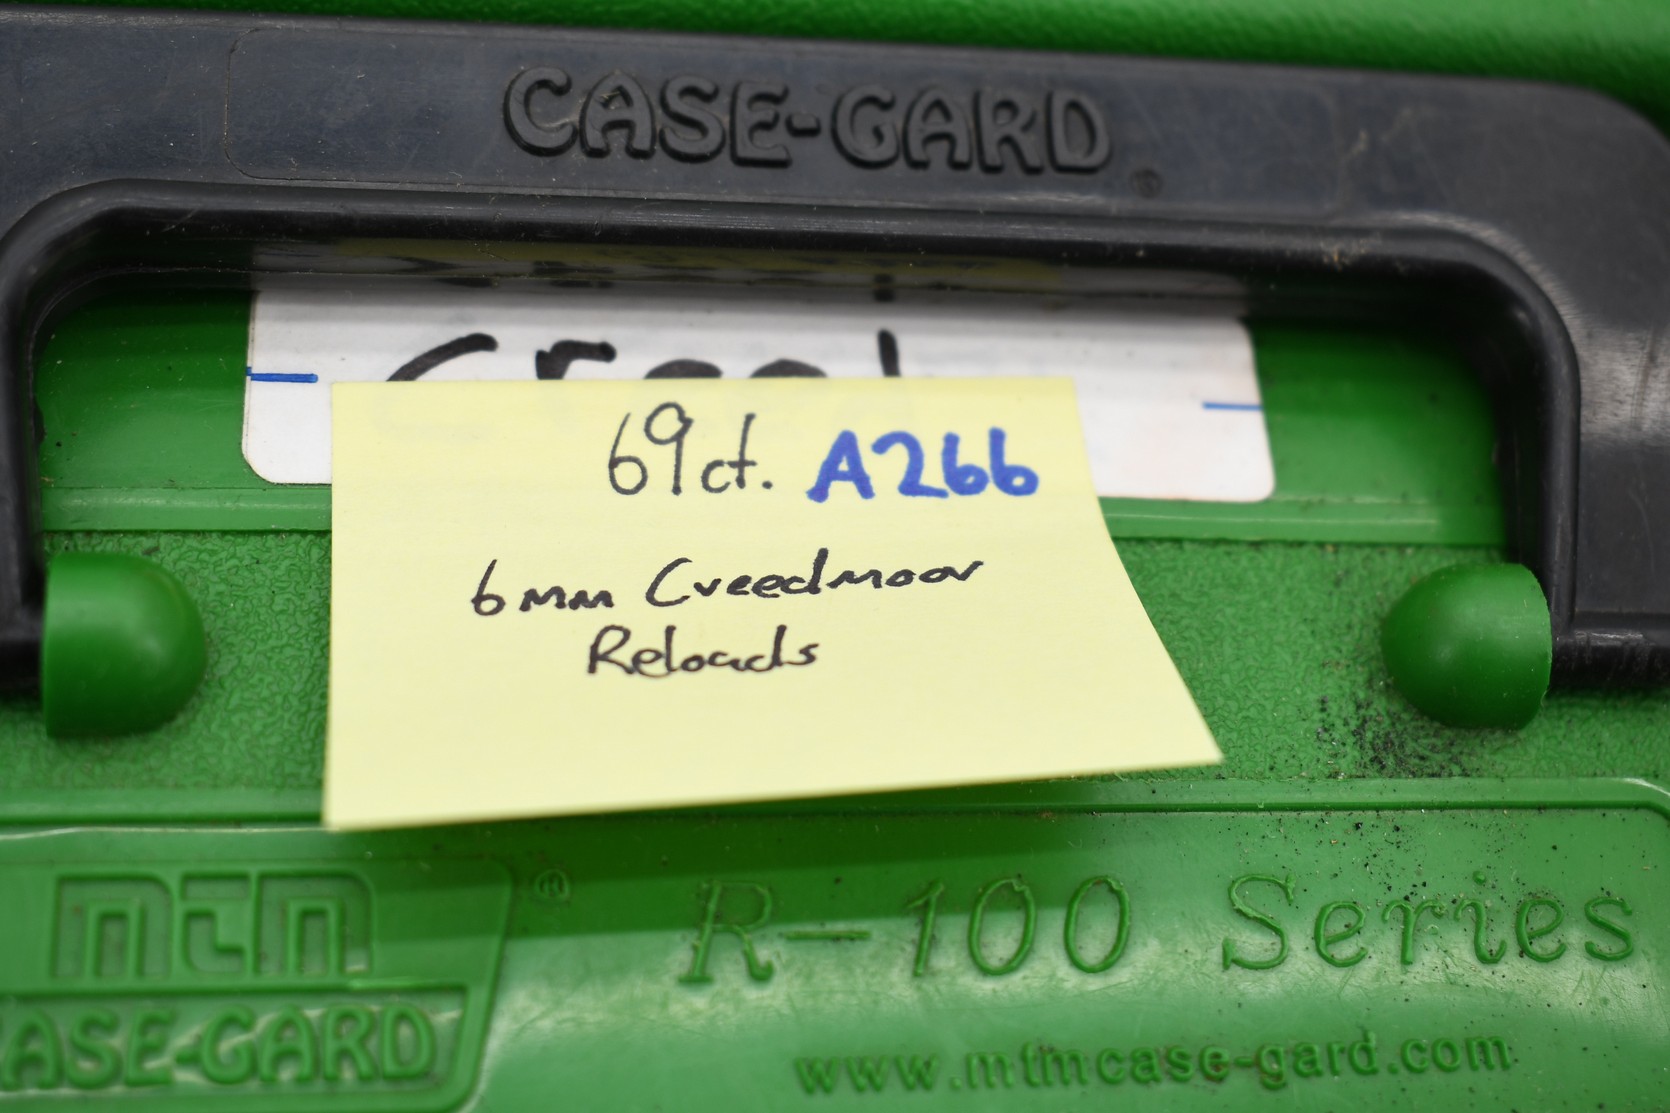 CASE-GARD®
69ct. A266
6mm Creedmoor
Reloads
mtm®
CASE-GARD
R-100 Series
www.mtmcase-gard.com